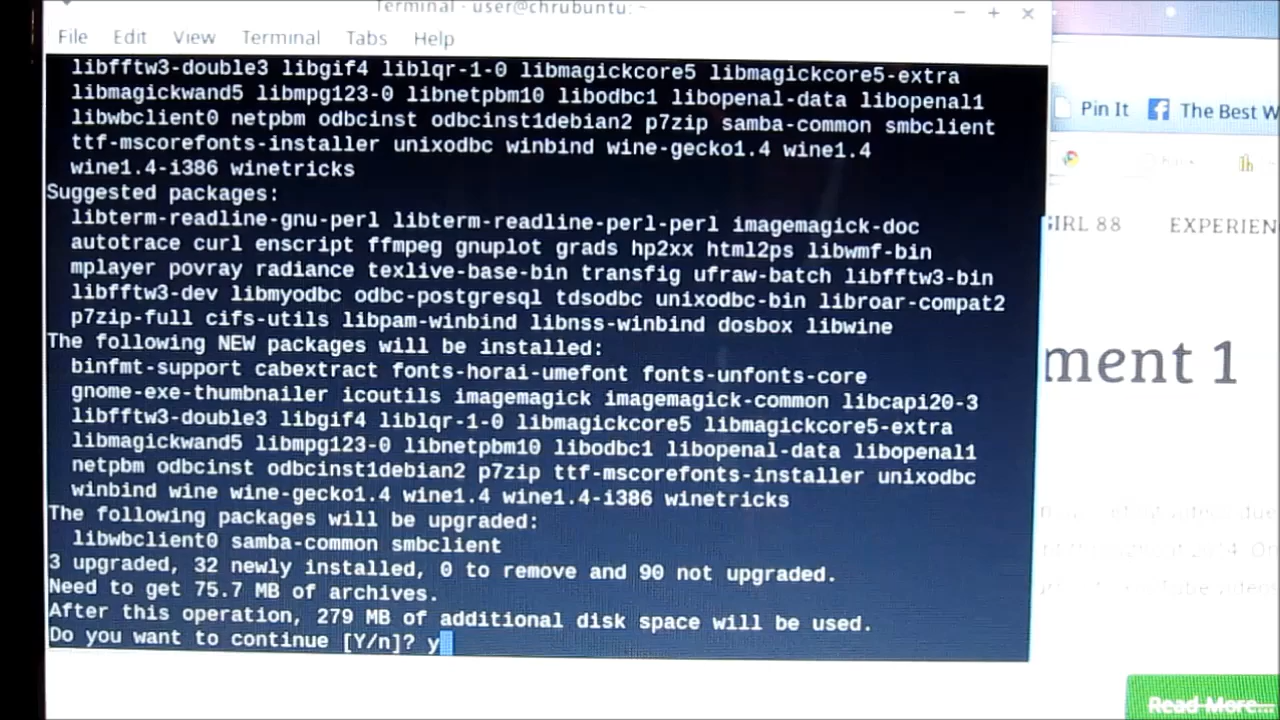 Terminal - user@chrubuntu: ~
File Edit View Terminal Tabs Help
libfftw3-double3 libgif4 liblqr-1-0 libmagickcore5 libmagickcore5-extra
libmagickwand5 libmpg123-0 libnetpbm10 libodbc1 libopenal-data libopenal1
libwbclient0 netpbm odbcinst odbcinst1debian2 p7zip samba-common smbclient
ttf-mscorefonts-installer unixodbc winbind wine-gecko1.4 wine1.4
wine1.4-i386 winetricks
Suggested packages:
libterm-readline-gnu-perl libterm-readline-perl-perl imagemagick-doc
autotrace curl enscript ffmpeg gnuplot grads hp2xx html2ps libwmf-bin
mplayer povray radiance texlive-base-bin transfig ufraw-batch libfftw3-bin
libfftw3-dev libmyodbc odbc-postgresql tdsodbc unixodbc-bin libroar-compat2
p7zip-full cifs-utils libpam-winbind libnss-winbind dosbox libwine
The following NEW packages will be installed:
binfmt-support cabextract fonts-horai-umefont fonts-unfonts-core
gnome-exe-thumbnailer icoutils imagemagick imagemagick-common libcapi20-3
libfftw3-double3 libgif4 liblqr-1-0 libmagickcore5 libmagickcore5-extra
libmagickwand5 libmpg123-0 libnetpbm10 libodbc1 libopenal-data libopenal1
netpbm odbcinst odbcinst1debian2 p7zip ttf-mscorefonts-installer unixodbc
winbind wine wine-gecko1.4 wine1.4 wine1.4-i386 winetricks
The following packages will be upgraded:
libwbclient0 samba-common smbclient
3 upgraded, 32 newly installed, 0 to remove and 90 not upgraded.
Need to get 75.7 MB of archives.
After this operation, 279 MB of additional disk space will be used.
Do you want to continue [Y/n]? y
Pin It The Best W
GIRL 88 EXPERIEN
ment 1
Read More...